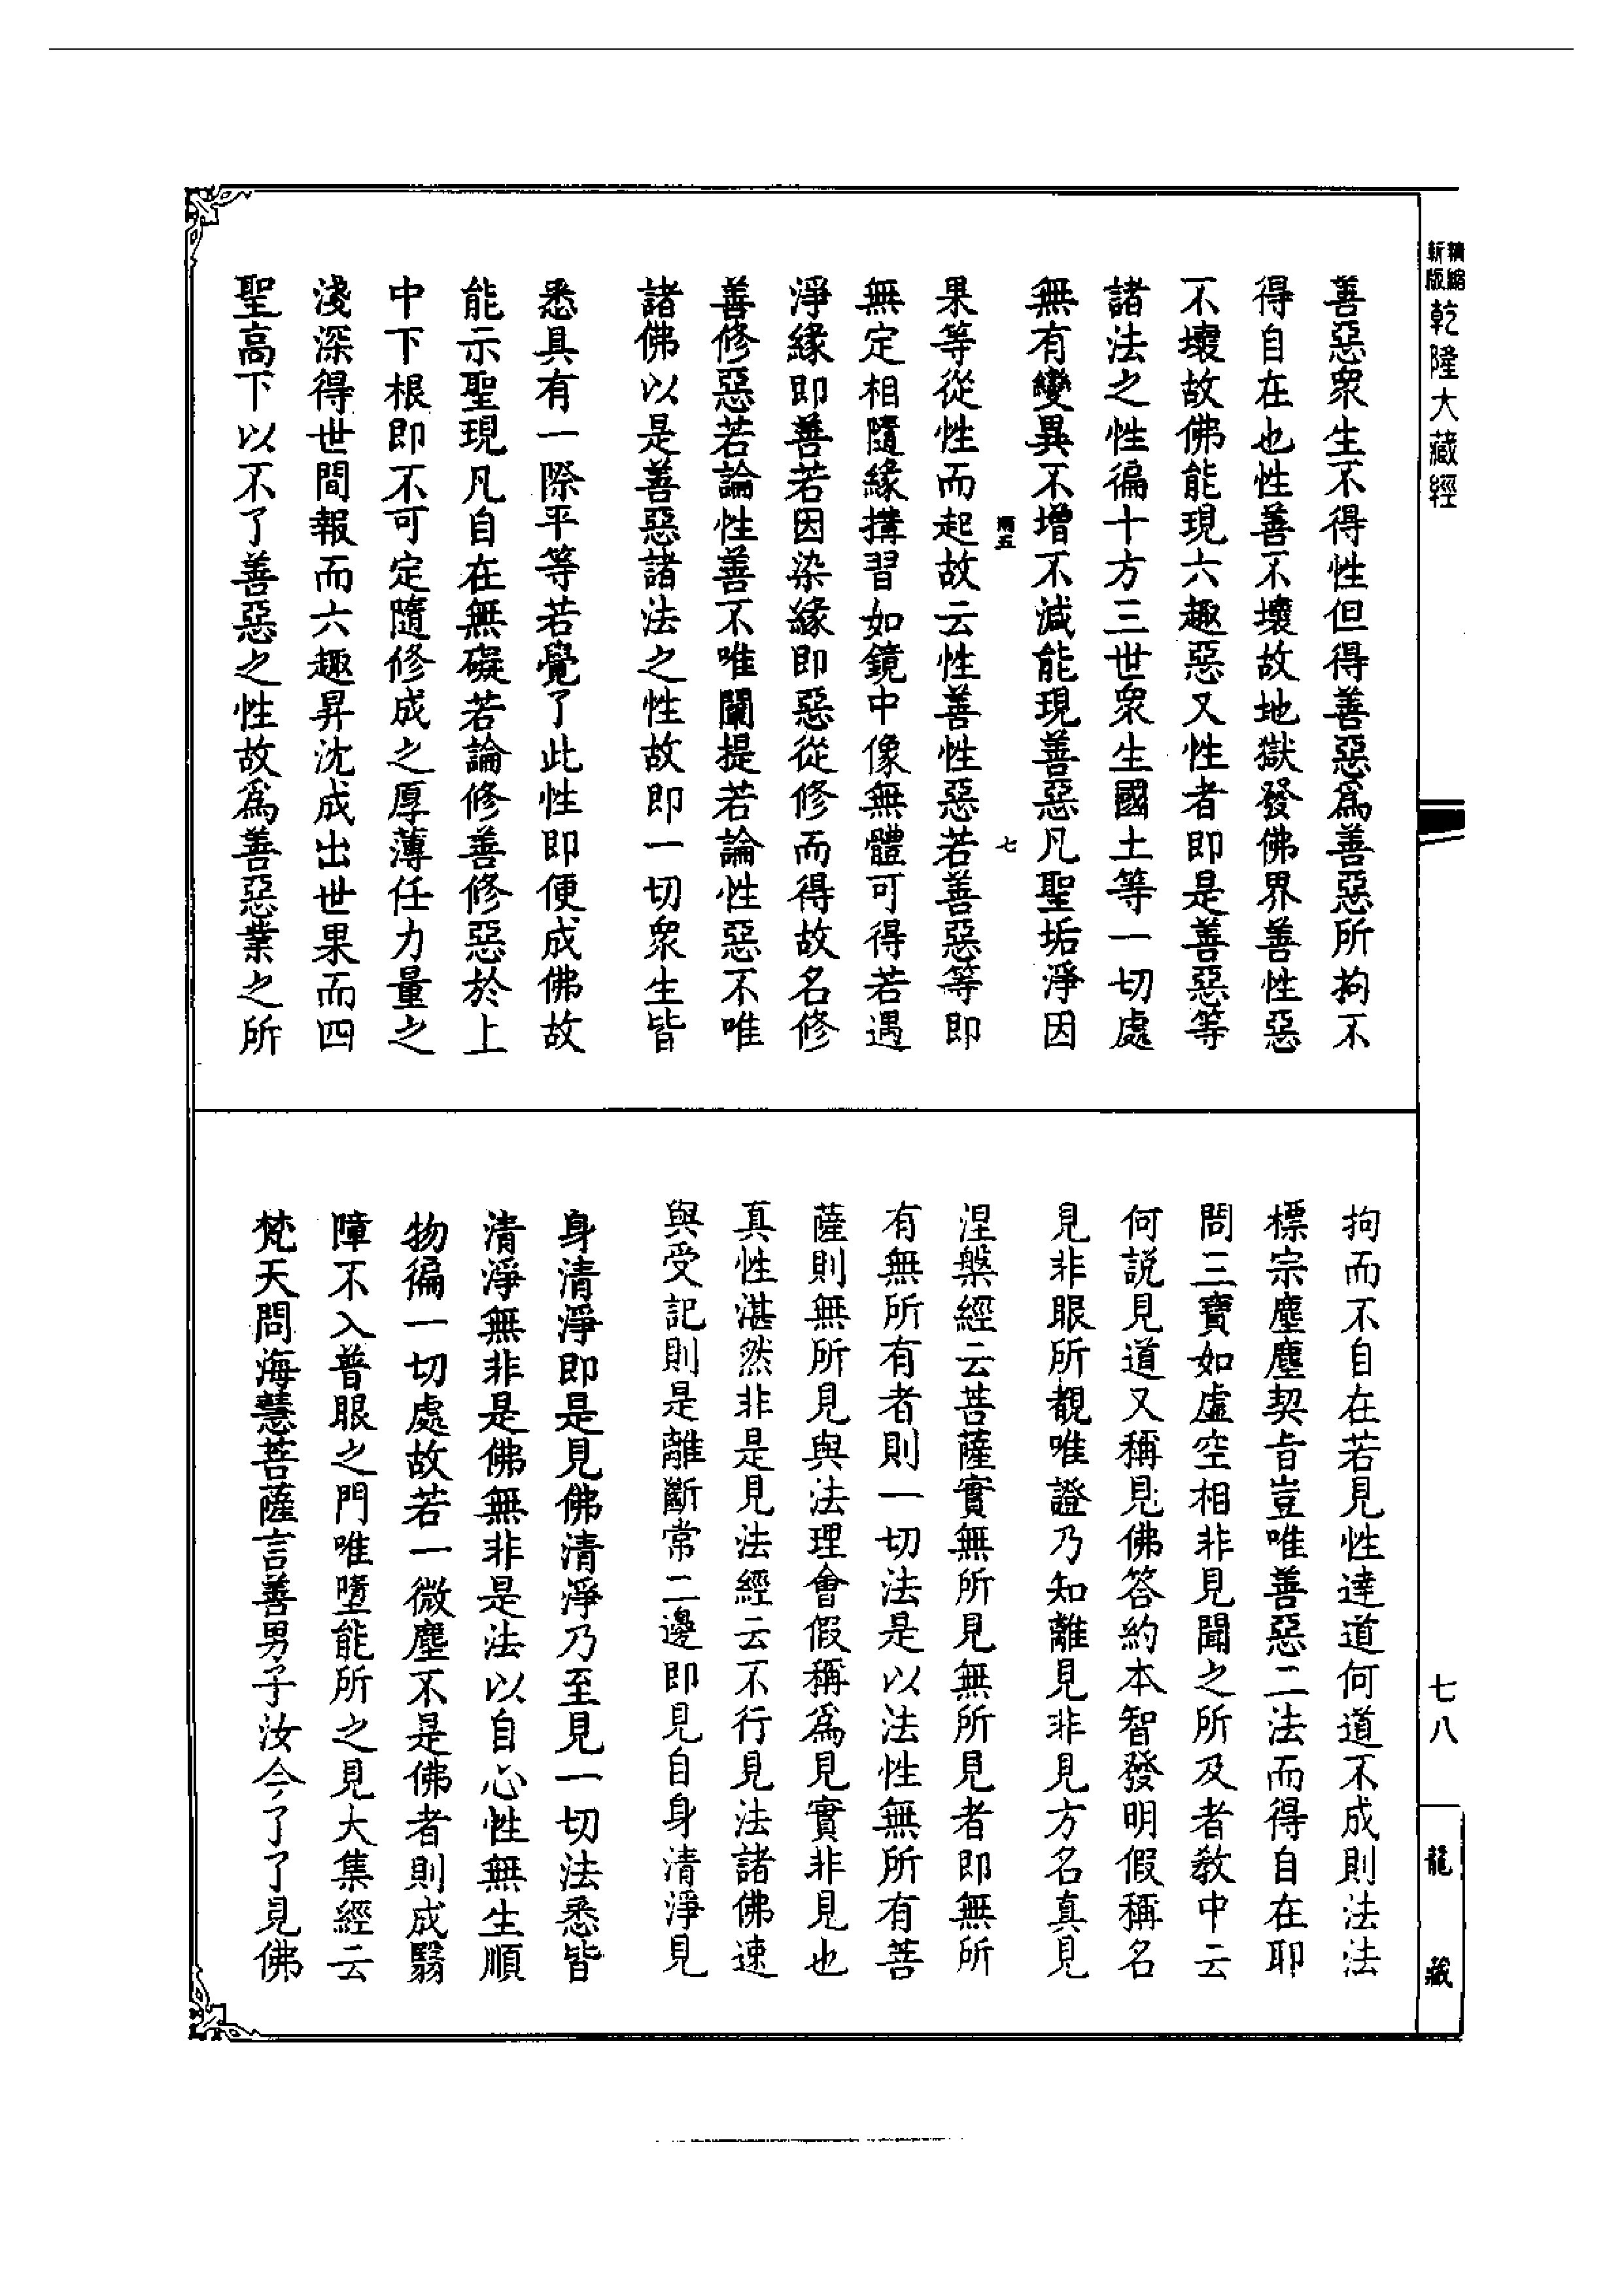 精縮
新版
乾隆大藏經
善惡衆生不得性但得善惡爲善惡所拘不
得自在也性善不壞故地獄發佛界善性惡
不壞故佛能現六趣惡又性者即是善惡等
諸法之性徧十方三世衆生國土等一切處
無有變異不增不減能現善惡凡聖垢淨因
七
果等從性而起故云性善性惡若善惡等即
無定相隨緣搆習如鏡中像無體可得若遇
淨緣即善若因染緣即惡從修而得故名修
善修惡若論性善不唯闡提若論性惡不唯
諸佛以是善惡諸法之性故即一切衆生皆
悉具有一際平等若覺了此性即便成佛故
能示聖現凡自在無礙若論修善修惡於上
中下根即不可定隨修成之厚薄任力量之
淺深得世間報而六趣昇沈成出世果而四
聖高下以不了善惡之性故爲善惡業之所
拘而不自在若見性達道何道不成則法法
標宗塵塵契旨豈唯善惡二法而得自在耶
問三寶如虛空相非見聞之所及者敎中云
何説見道又稱見佛答約本智發明假稱名
見非眼所覩唯證乃知離見非見方名真見
涅槃經云菩薩實無所見無所見者即無所
有無所有者則一切法是以法性無所有菩
薩則無所見與法理會假稱爲見實非見也
真性湛然非是見法經云不行見法諸佛速
與受記則是離斷常二邊即見自身清淨見
身清淨即是見佛清淨乃至見一切法悉皆
清淨無非是佛無非是法以自心性無生順
物徧一切處故若一微塵不是佛者則成翳
障不入普眼之門唯墮能所之見大集經云
梵天問海慧菩薩言善男子汝今了了見佛
七八
龍藏